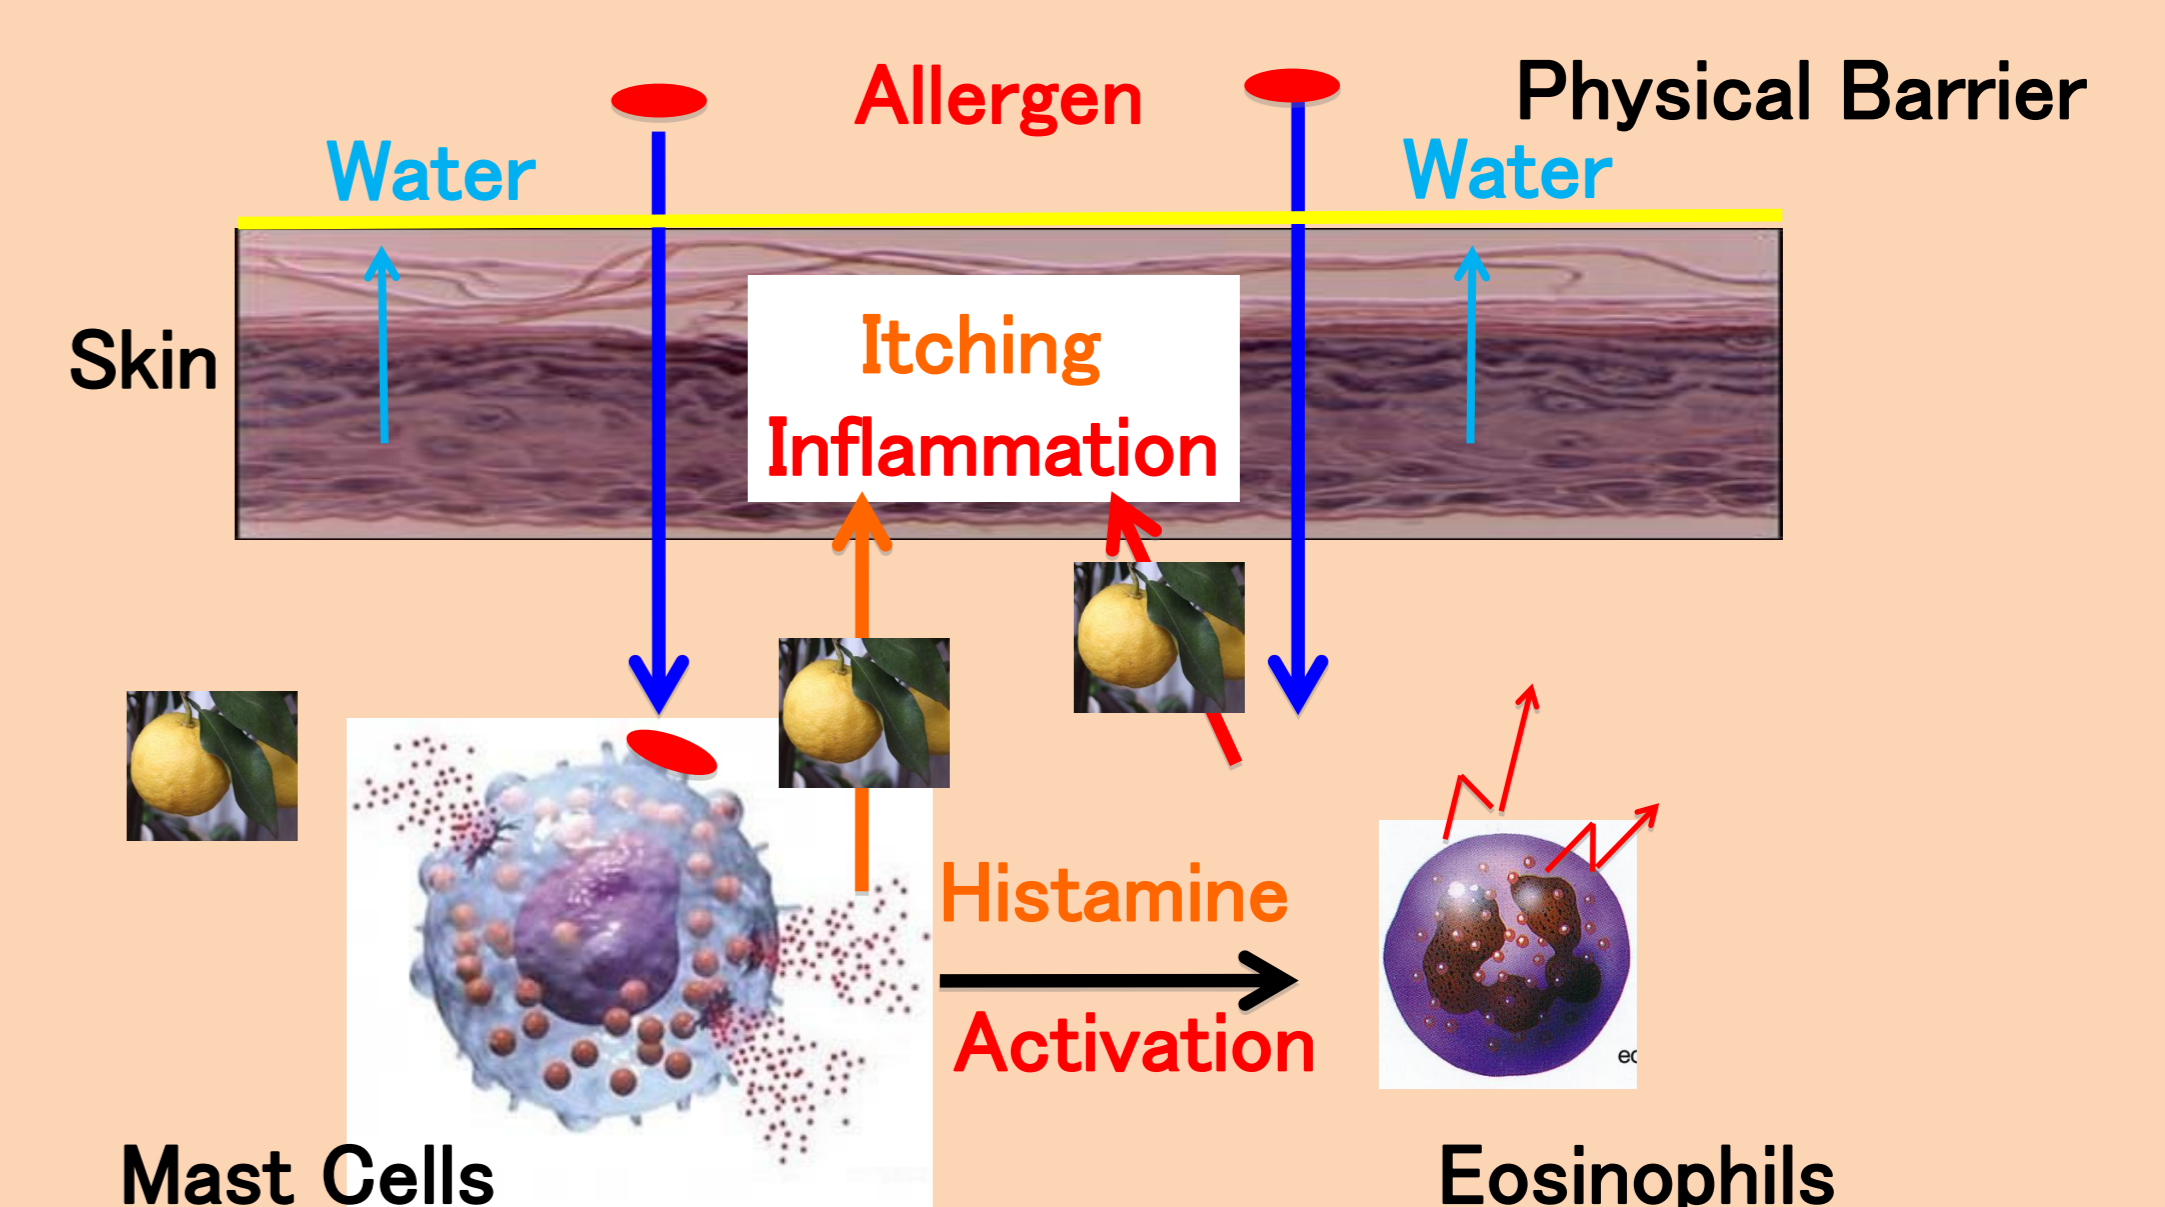 Allergen
Physical Barrier
Water
Water
Skin
Itching
Inflammation
Histamine
Activation
Mast Cells
Eosinophils